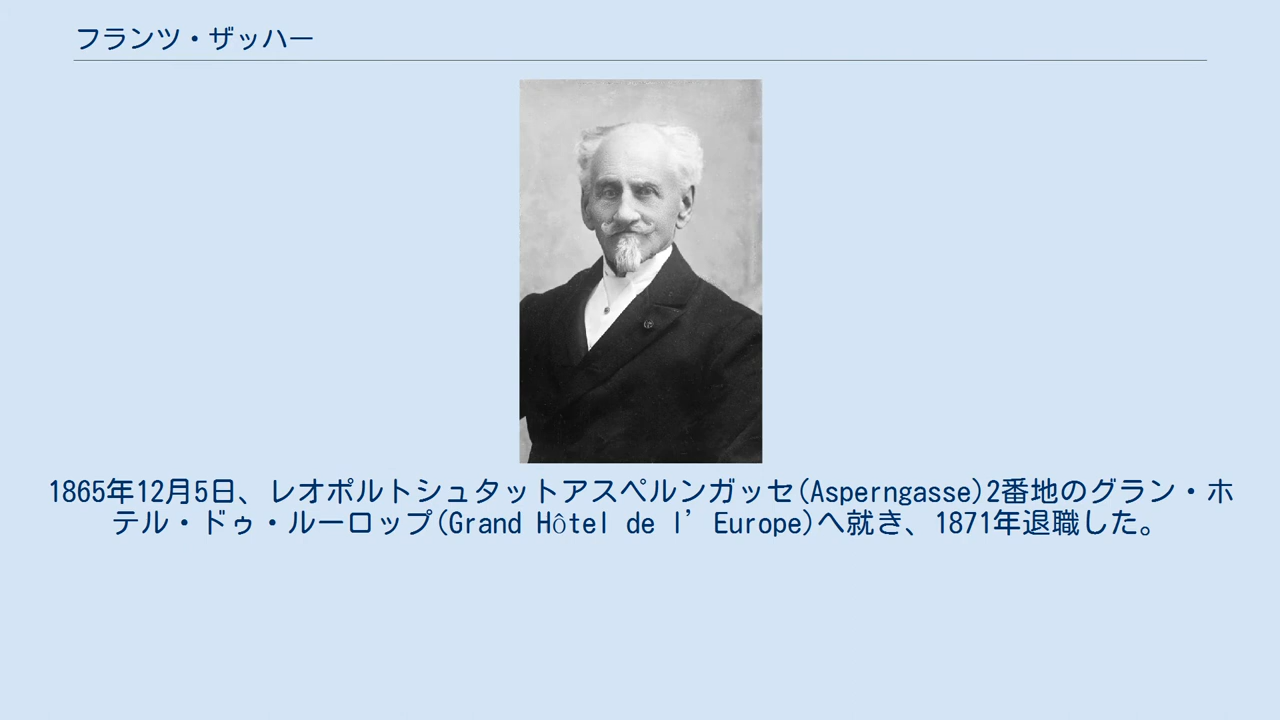 フランツ・ザッハー
1865年12月5日、レオポルトシュタットアスペルンガッセ(Asperngasse)2番地のグラン・ホ
テル・ドゥ・ルーロップ(Grand Hôtel de l’Europe)へ就き、1871年退職した。